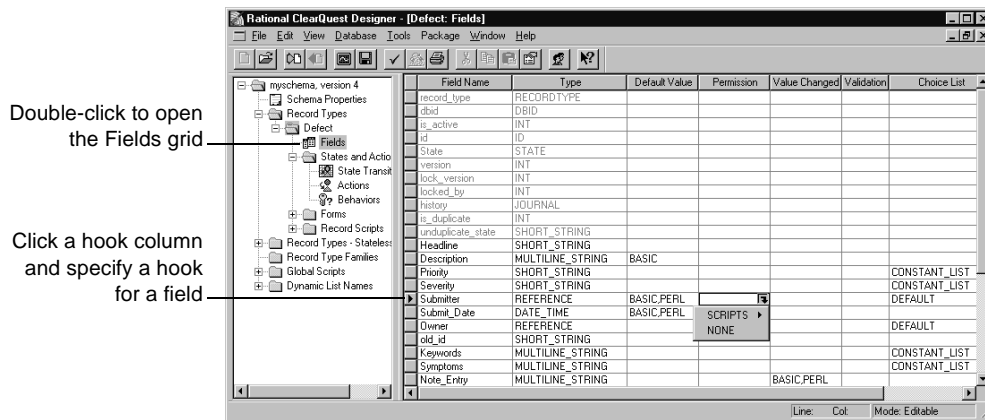 Rational ClearQuest Designer - [Defect: Fields]
File Edit View Database Tools Package Window Help
Double-click to open
the Fields grid
Click a hook column
and specify a hook
for a field
myschema, version 4
Schema Properties
Record Types
Defect
Fields
States and Actio
State Transit
Actions
Behaviors
Forms
Record Scripts
Record Types - Stateless
Record Type Families
Global Scripts
Dynamic List Names
Field Name Type Default Value Permission Value Changed Validation Choice List
record_type RECORDTYPE
dbid DBID
is_active INT
id ID
State STATE
version INT
lock_version INT
locked_by INT
history JOURNAL
is_duplicate INT
unduplicate_state SHORT_STRING
Headline SHORT_STRING
Description MULTILINE_STRING BASIC
Priority SHORT_STRING CONSTANT_LIST
Severity SHORT_STRING CONSTANT_LIST
Submitter REFERENCE BASIC,PERL DEFAULT
Submit_Date DATE_TIME BASIC,PERL
Owner REFERENCE DEFAULT
old_id SHORT_STRING
Keywords MULTILINE_STRING CONSTANT_LIST
Symptoms MULTILINE_STRING CONSTANT_LIST
Note_Entry MULTILINE_STRING BASIC,PERL
SCRIPTS
NONE
Line: Col: Mode: Editable